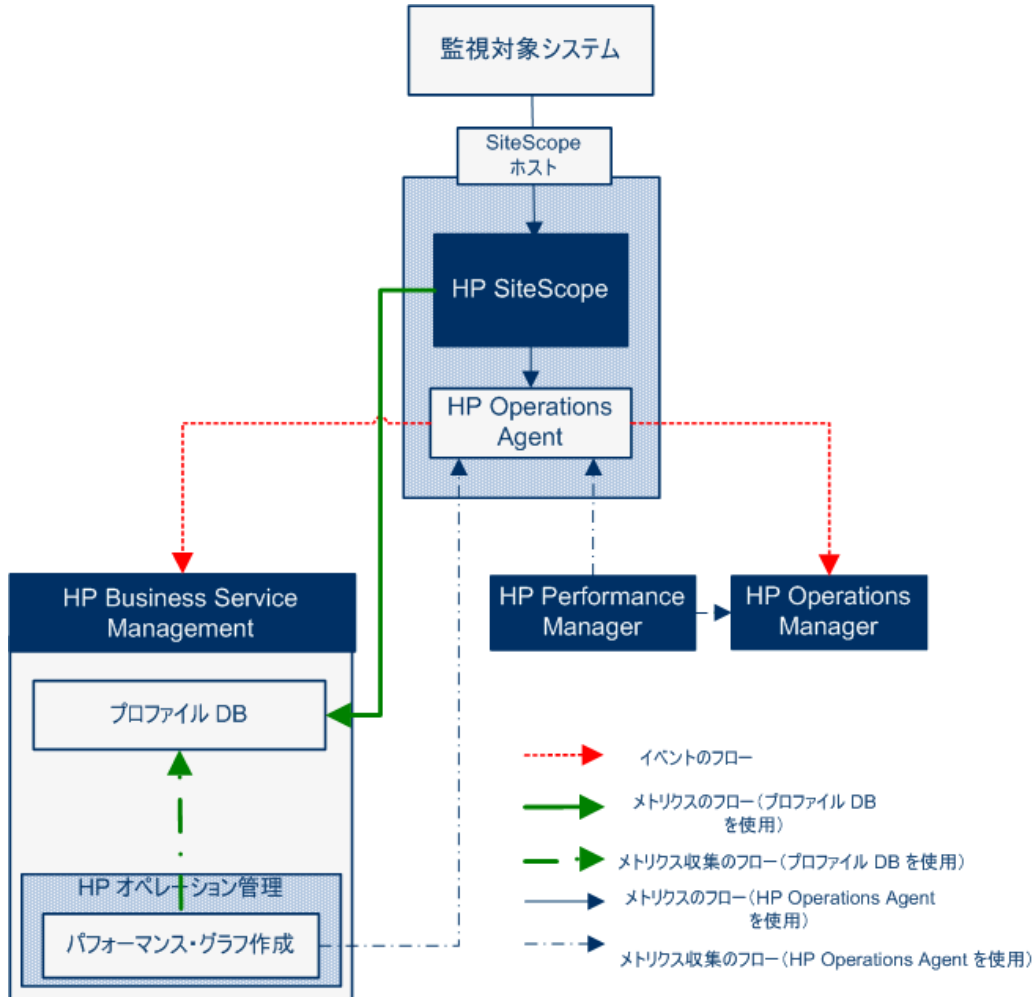 監視対象システム
SiteScope
ホスト
HP SiteScope
HP Operations
Agent
HP Business Service
Management
HP Performance
Manager
HP Operations
Manager
プロファイル DB
HP オペレーション管理
パフォーマンス・グラフ作成
イベントのフロー
メトリクスのフロー(プロファイル DB
を使用)
メトリクス収集のフロー(プロファイル DB を使用)
メトリクスのフロー(HP Operations Agent
を使用)
メトリクス収集のフロー(HP Operations Agent を使用)